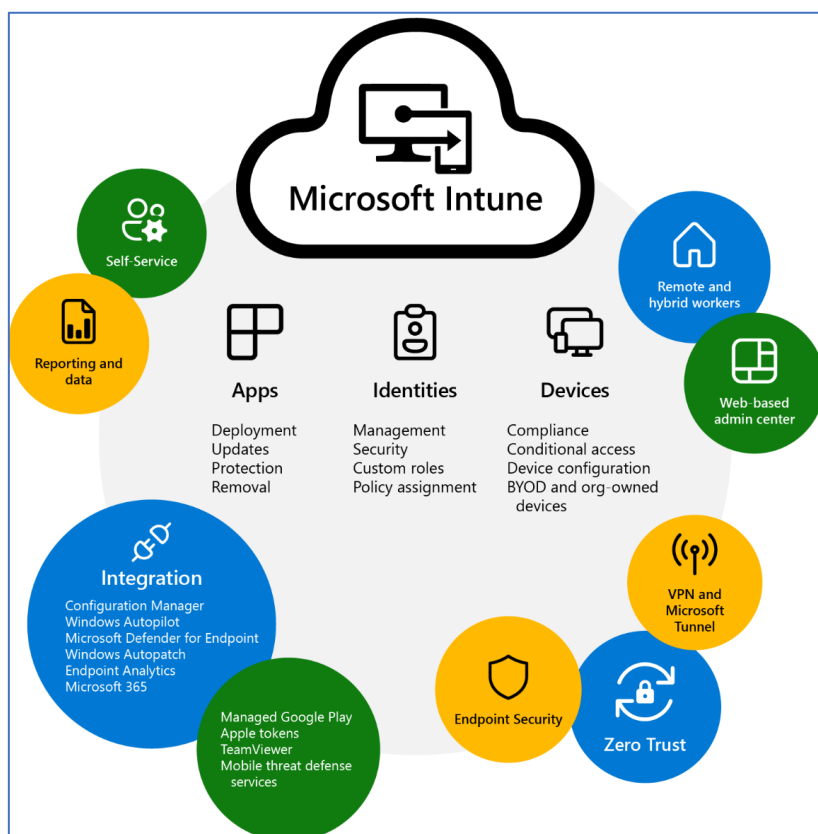 Microsoft Intune
Self-Service
Reporting and
data
Remote and
hybrid workers
Web-based
admin center
Apps
Deployment
Updates
Protection
Removal
Identities
Management
Security
Custom roles
Policy assignment
Devices
Compliance
Conditional access
Device configuration
BYOD and org-owned
devices
Integration
Configuration Manager
Windows Autopilot
Microsoft Defender for Endpoint
Windows Autopatch
Endpoint Analytics
Microsoft 365
Managed Google Play
Apple tokens
TeamViewer
Mobile threat defense
services
Endpoint Security
Zero Trust
VPN and
Microsoft
Tunnel